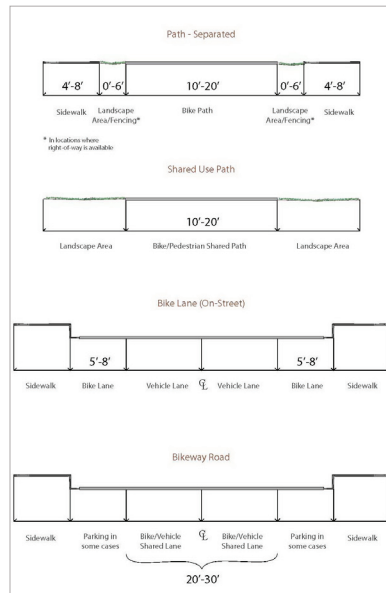 Path - Separated
4’-8’ 0’-6’ 10’-20’ 0’-6’ 4’-8’
Sidewalk Landscape Area/Fencing* Bike Path Landscape Area/Fencing* Sidewalk
* In locations where
right-of-way is available
Shared Use Path
10’-20’
Landscape Area Bike/Pedestrian Shared Path Landscape Area
Bike Lane (On-Street)
5’-8’ 5’-8’
Sidewalk Bike Lane Vehicle Lane CL Vehicle Lane Bike Lane Sidewalk
Bikeway Road
Sidewalk Parking in some cases Bike/Vehicle Shared Lane CL Bike/Vehicle Shared Lane Parking in some cases Sidewalk
20’-30’